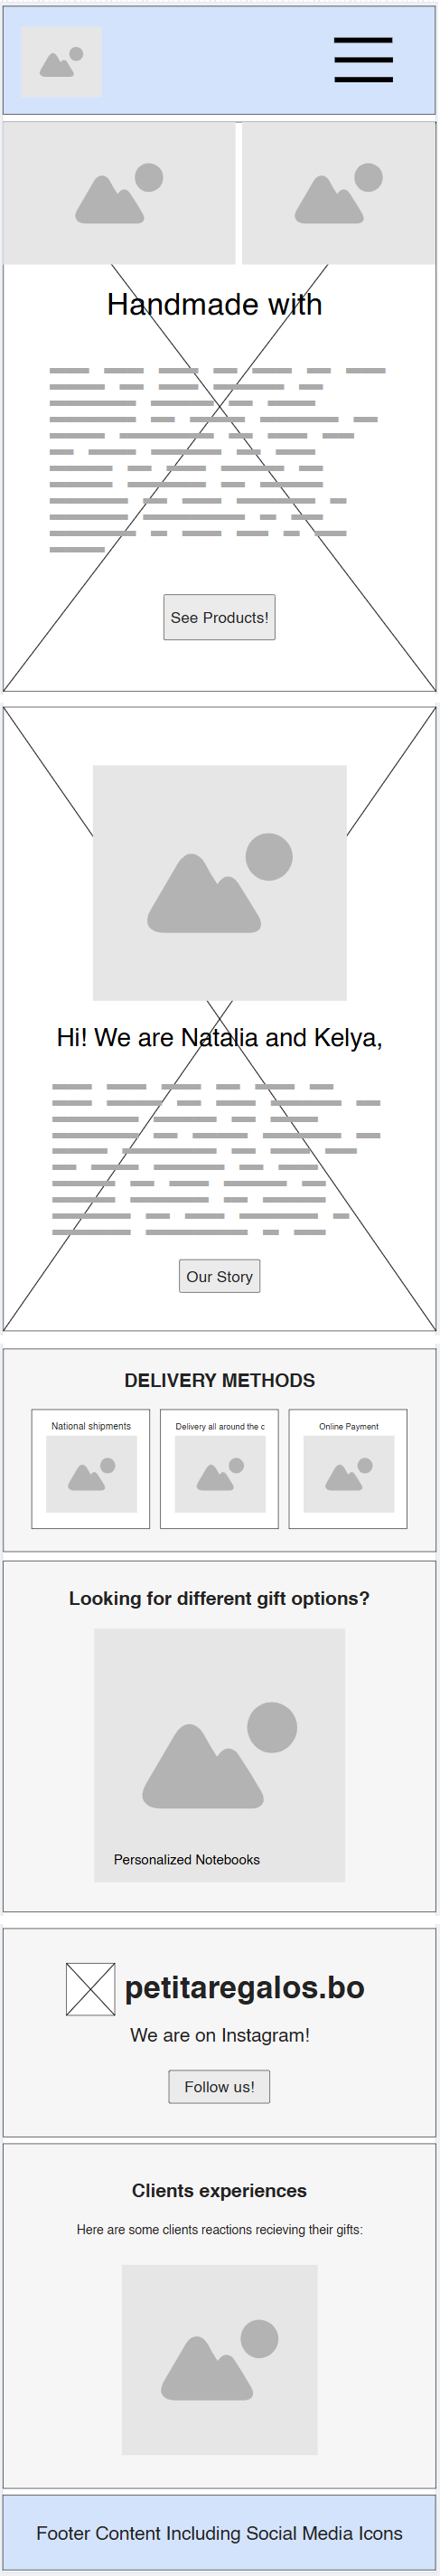 Handmade with
See Products!
Hi! We are Natalia and Kelya,
Our Story
DELIVERY METHODS
National shipments
Delivery all around the c
Online Payment
Looking for different gift options?
Personalized Notebooks
petitaregalos.bo
We are on Instagram!
Follow us!
Clients experiences
Here are some clients reactions recieving their gifts:
Footer Content Including Social Media Icons